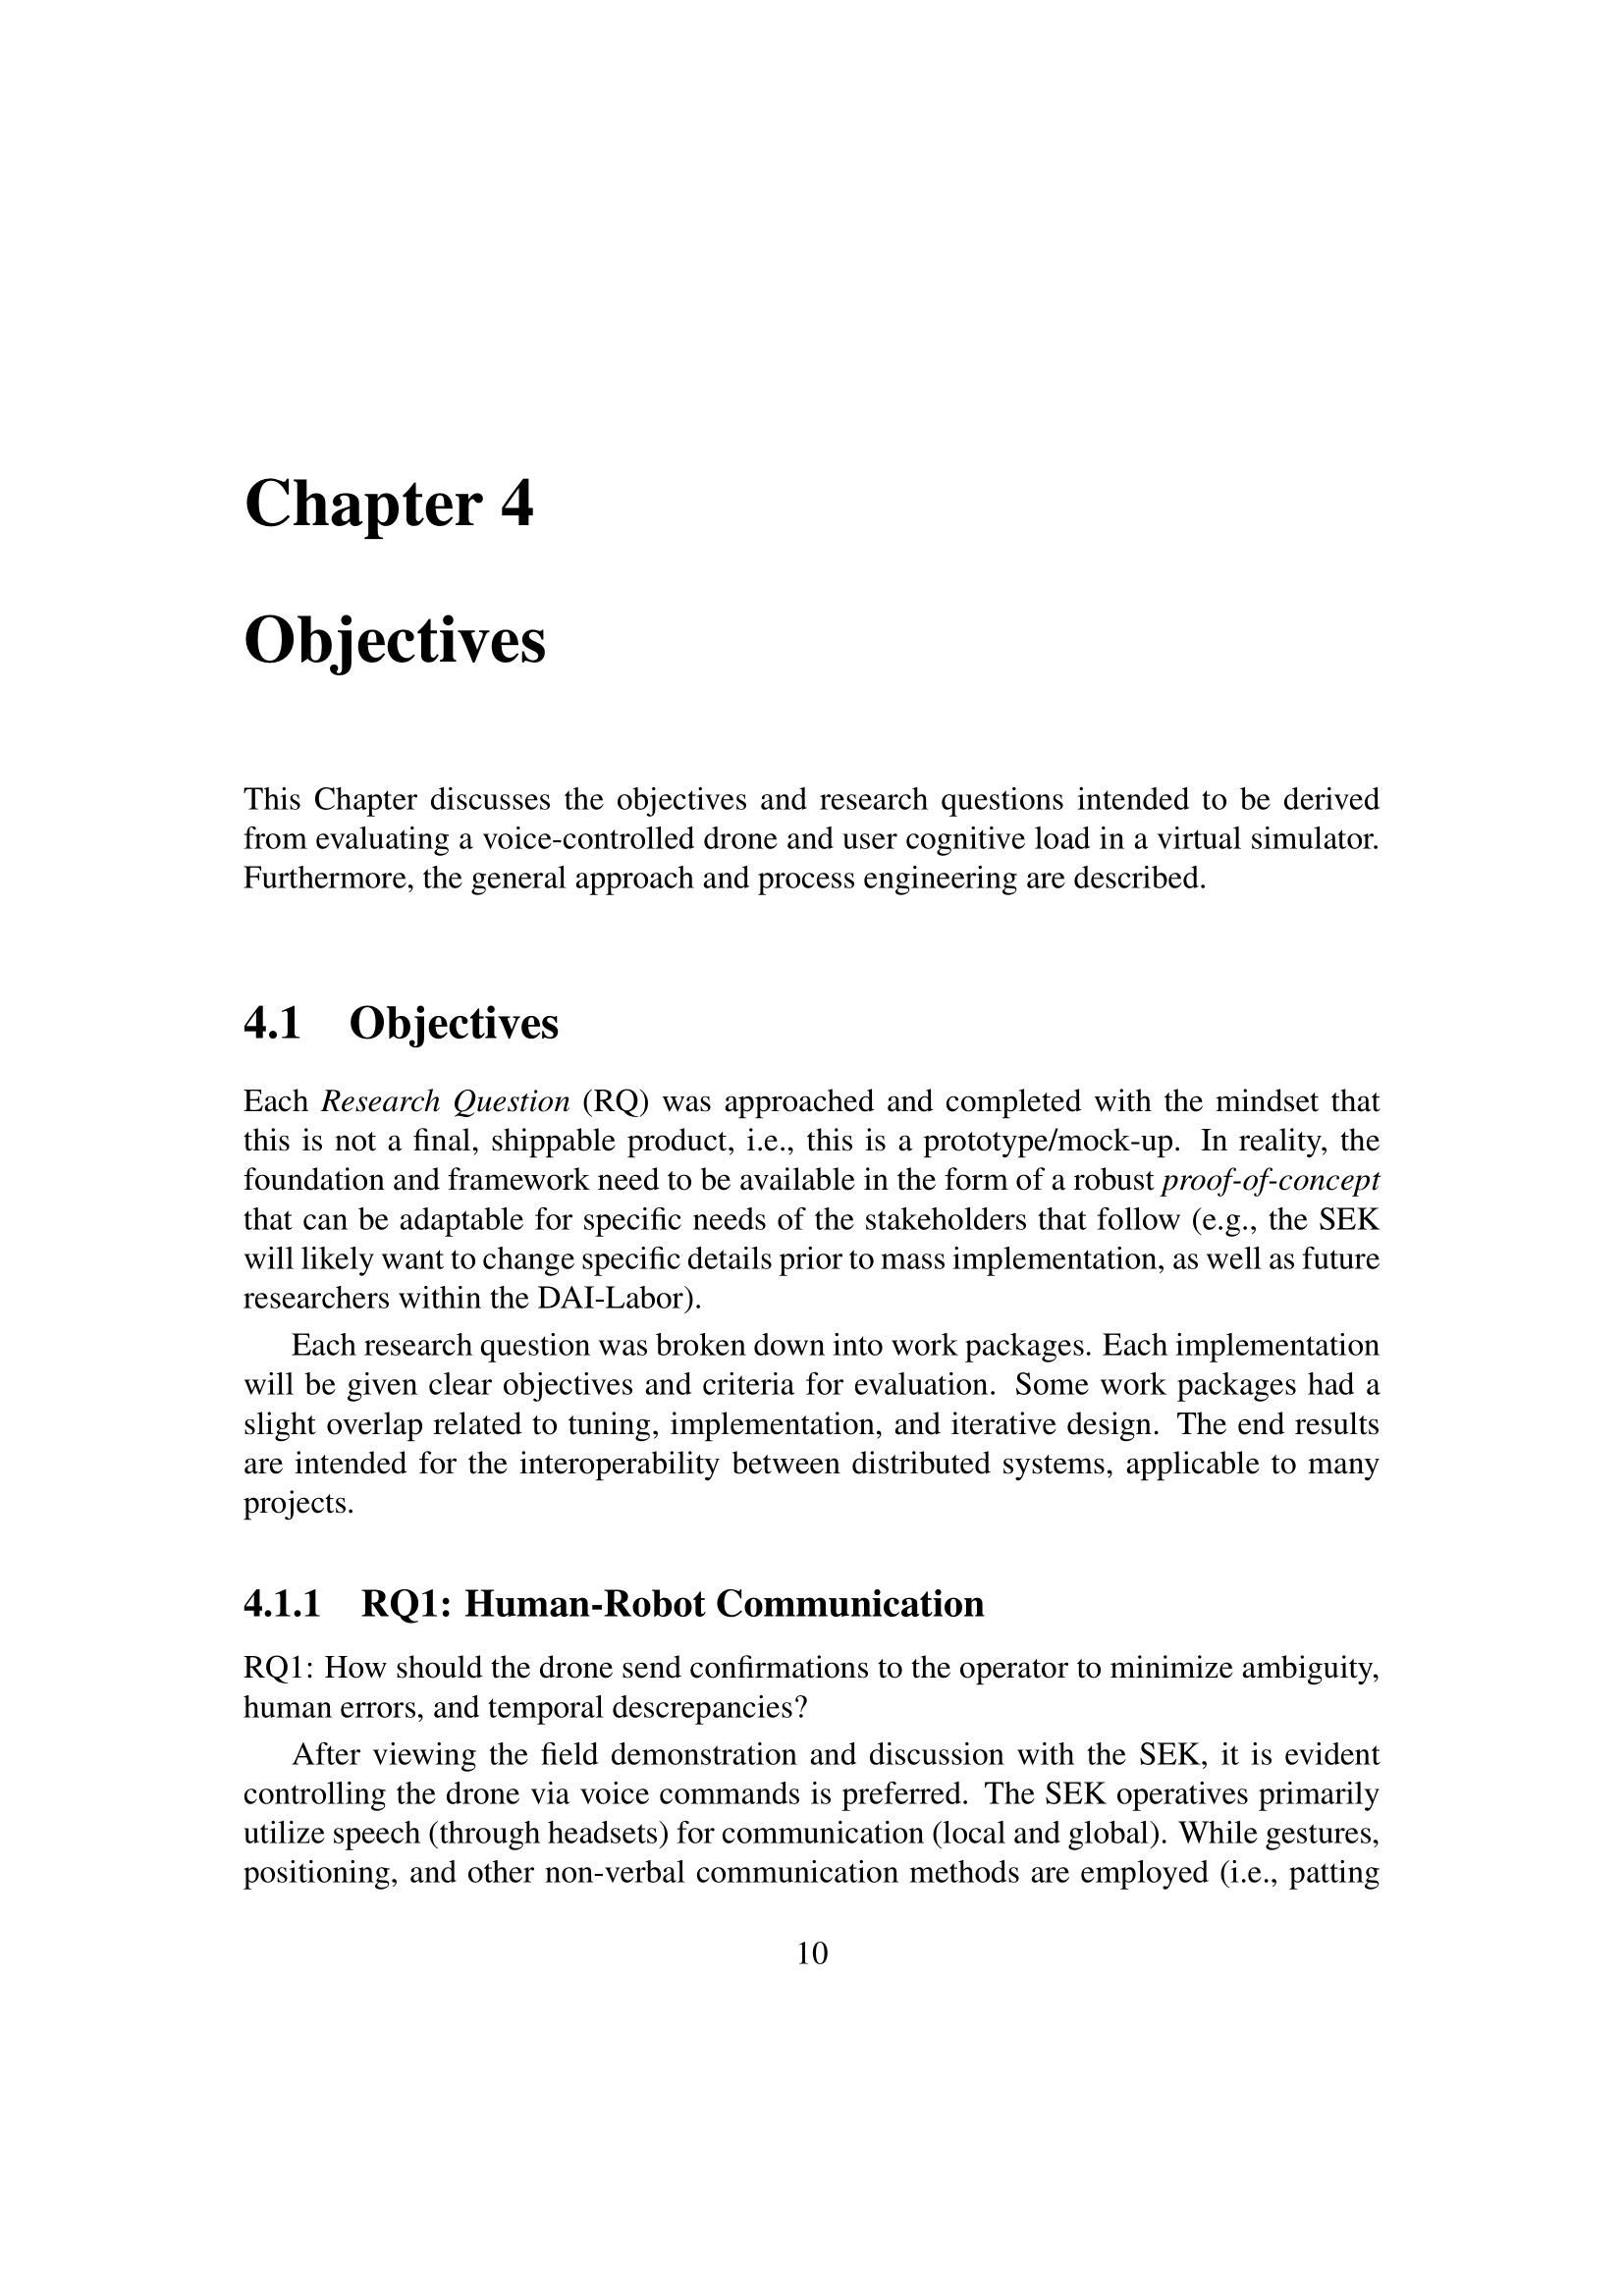 Chapter 4
Objectives
This Chapter discusses the objectives and research questions intended to be derived
from evaluating a voice-controlled drone and user cognitive load in a virtual simulator.
Furthermore, the general approach and process engineering are described.
4.1 Objectives
Each Research Question (RQ) was approached and completed with the mindset that
this is not a final, shippable product, i.e., this is a prototype/mock-up. In reality, the
foundation and framework need to be available in the form of a robust proof-of-concept
that can be adaptable for specific needs of the stakeholders that follow (e.g., the SEK
will likely want to change specific details prior to mass implementation, as well as future
researchers within the DAI-Labor).
Each research question was broken down into work packages. Each implementation
will be given clear objectives and criteria for evaluation. Some work packages had a
slight overlap related to tuning, implementation, and iterative design. The end results
are intended for the interoperability between distributed systems, applicable to many
projects.
4.1.1 RQ1: Human-Robot Communication
RQ1: How should the drone send confirmations to the operator to minimize ambiguity,
human errors, and temporal descrepancies?
After viewing the field demonstration and discussion with the SEK, it is evident
controlling the drone via voice commands is preferred. The SEK operatives primarily
utilize speech (through headsets) for communication (local and global). While gestures,
positioning, and other non-verbal communication methods are employed (i.e., patting
10